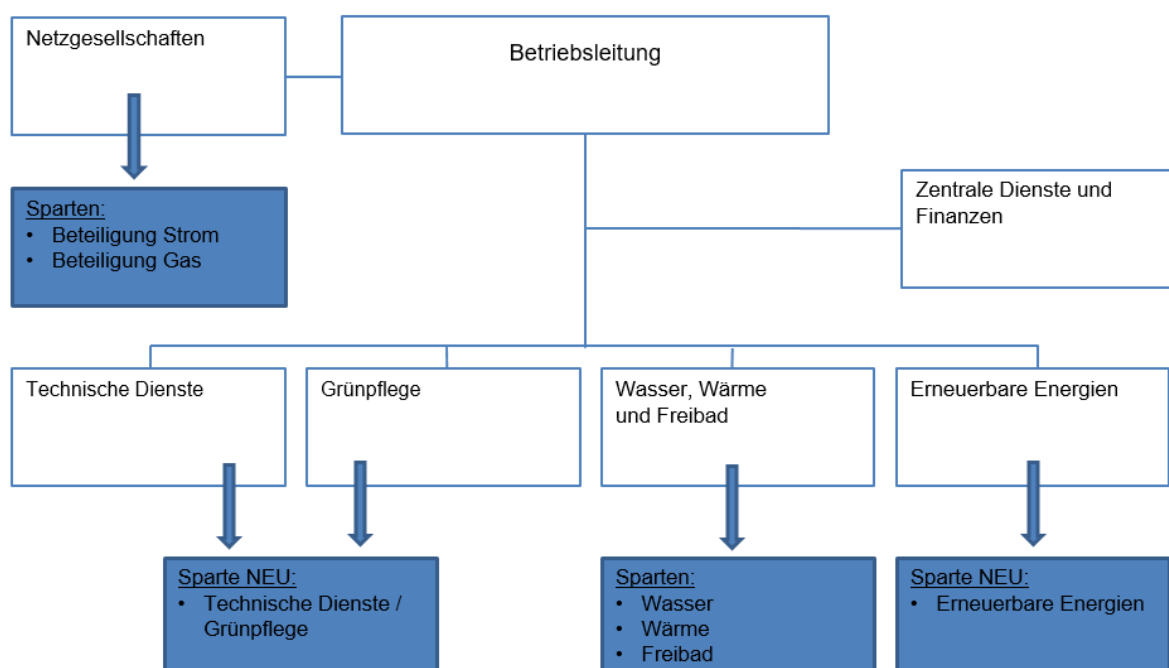 Netzgesellschaften
Betriebsleitung
Sparten:
• Beteiligung Strom
• Beteiligung Gas
Zentrale Dienste und
Finanzen
Technische Dienste
Grünpflege
Wasser, Wärme
und Freibad
Erneuerbare Energien
Sparte NEU:
• Technische Dienste /
Grünpflege
Sparten:
• Wasser
• Wärme
• Freibad
Sparte NEU:
• Erneuerbare Energien